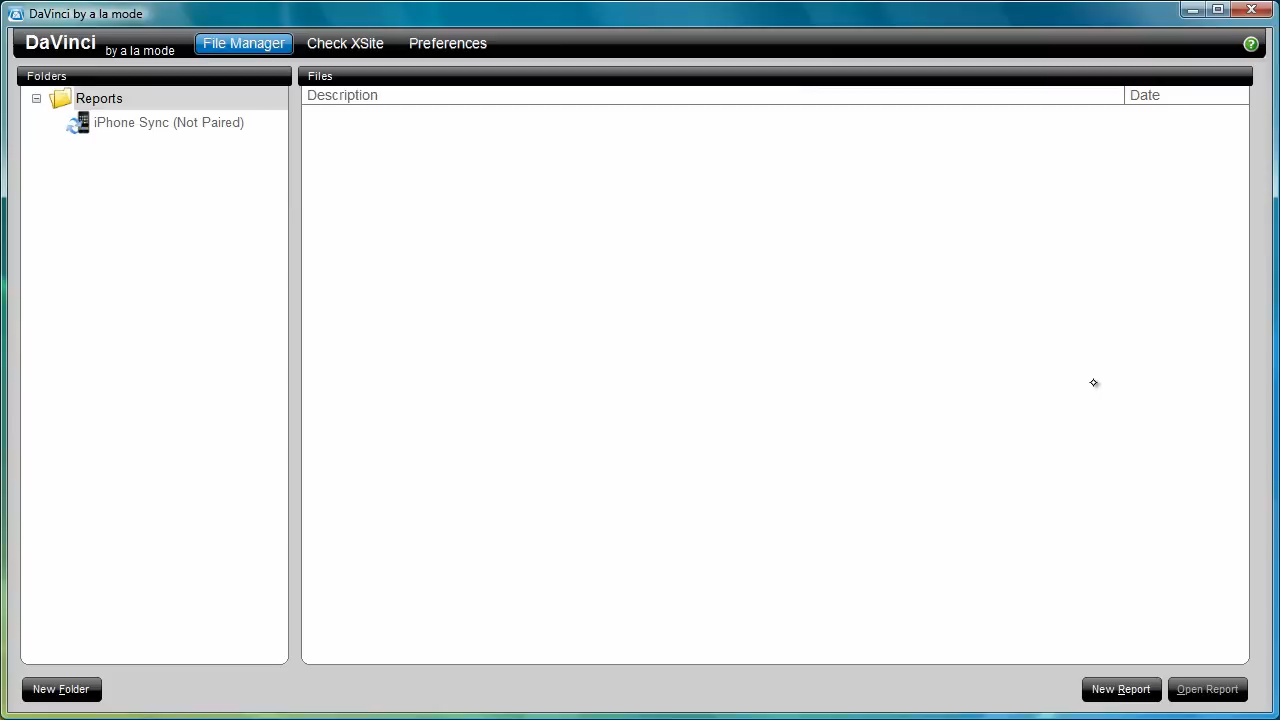 DaVinci by a la mode
DaVinci by a la mode File Manager Check XSite Preferences ?
Folders Files
Reports Description Date
iPhone Sync (Not Paired)
New Folder New Report Open Report